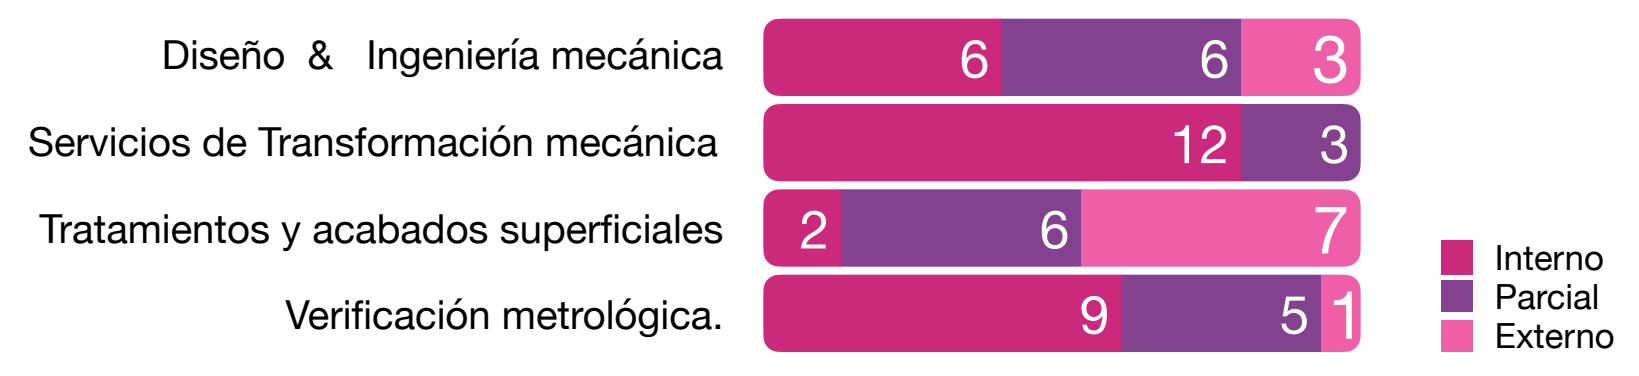 Diseño & Ingeniería mecánica 6 6 3
Servicios de Transformación mecánica 12 3
Tratamientos y acabados superficiales 2 6 7
Verificación metrológica. 9 5 1
Interno
Parcial
Externo